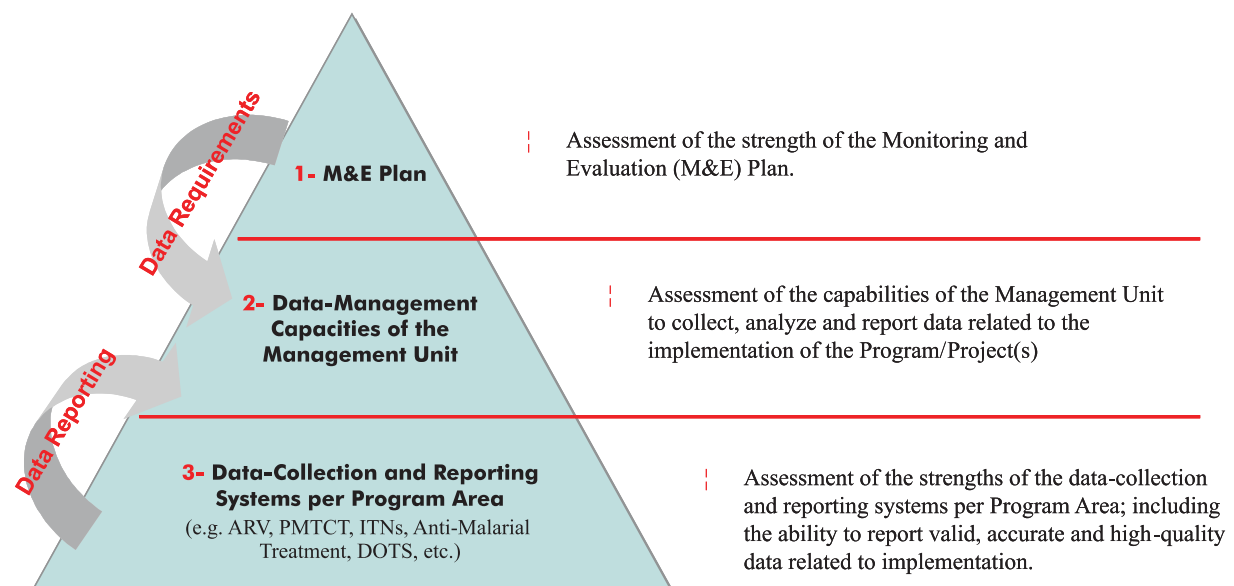 Data Requirements
1- M&E Plan
Assessment of the strength of the Monitoring and
Evaluation (M&E) Plan.
2- Data-Management
Capacities of the
Management Unit
Assessment of the capabilities of the Management Unit
to collect, analyze and report data related to the
implementation of the Program/Project(s)
Data Reporting
3- Data-Collection and Reporting
Systems per Program Area
(e.g. ARV, PMTCT, ITNs, Anti-Malarial
Treatment, DOTS, etc.)
Assessment of the strengths of the data-collection
and reporting systems per Program Area; including
the ability to report valid, accurate and high-quality
data related to implementation.